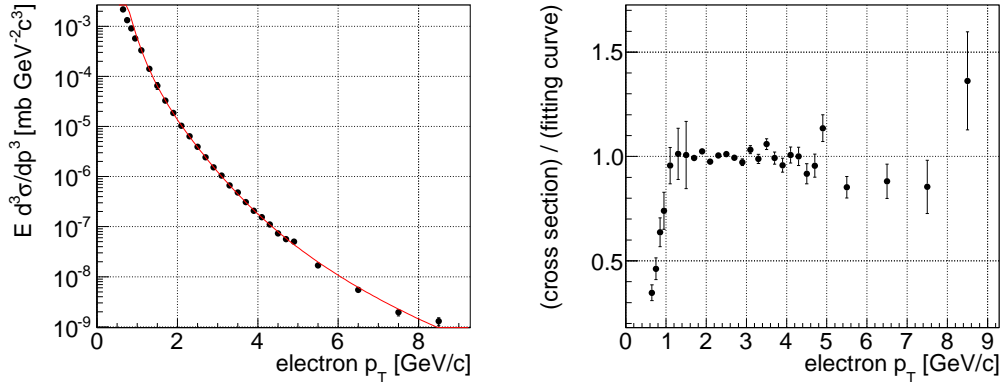 10⁻³
10⁻⁴
10⁻⁵
10⁻⁶
10⁻⁷
10⁻⁸
10⁻⁹
E d³σ/dp³ [mb GeV⁻²c³]
0 2 4 6 8
electron p_T [GeV/c]
1.5
1.0
0.5
(cross section) / (fitting curve)
0 1 2 3 4 5 6 7 8 9
electron p_T [GeV/c]